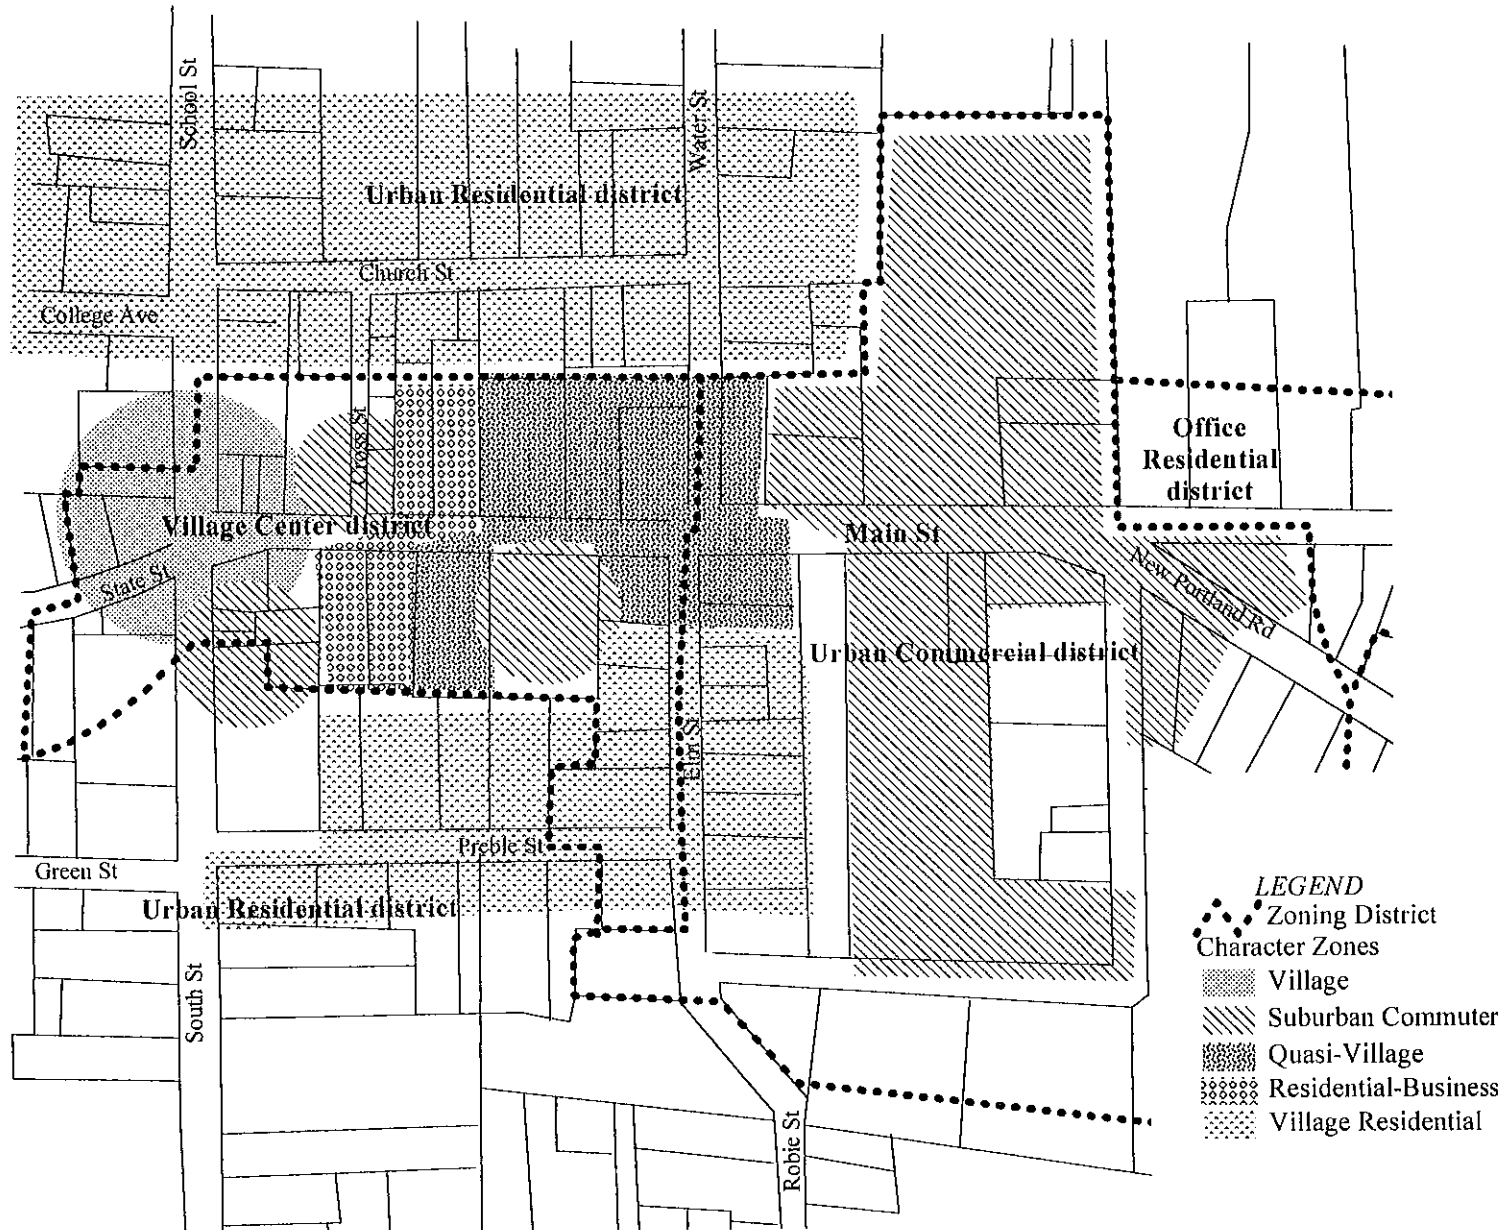 School St
Water St
Urban Residential district
Church St
College Ave
Cross St
Office
Residential
district
Village Center district
Main St
State St
New Portland Rd
Urban Commercial district
Elm St
Preble St
Green St
Urban Residential district
South St
Robie St
LEGEND
Zoning District
Character Zones
Village
Suburban Commuter
Quasi-Village
Residential-Business
Village Residential